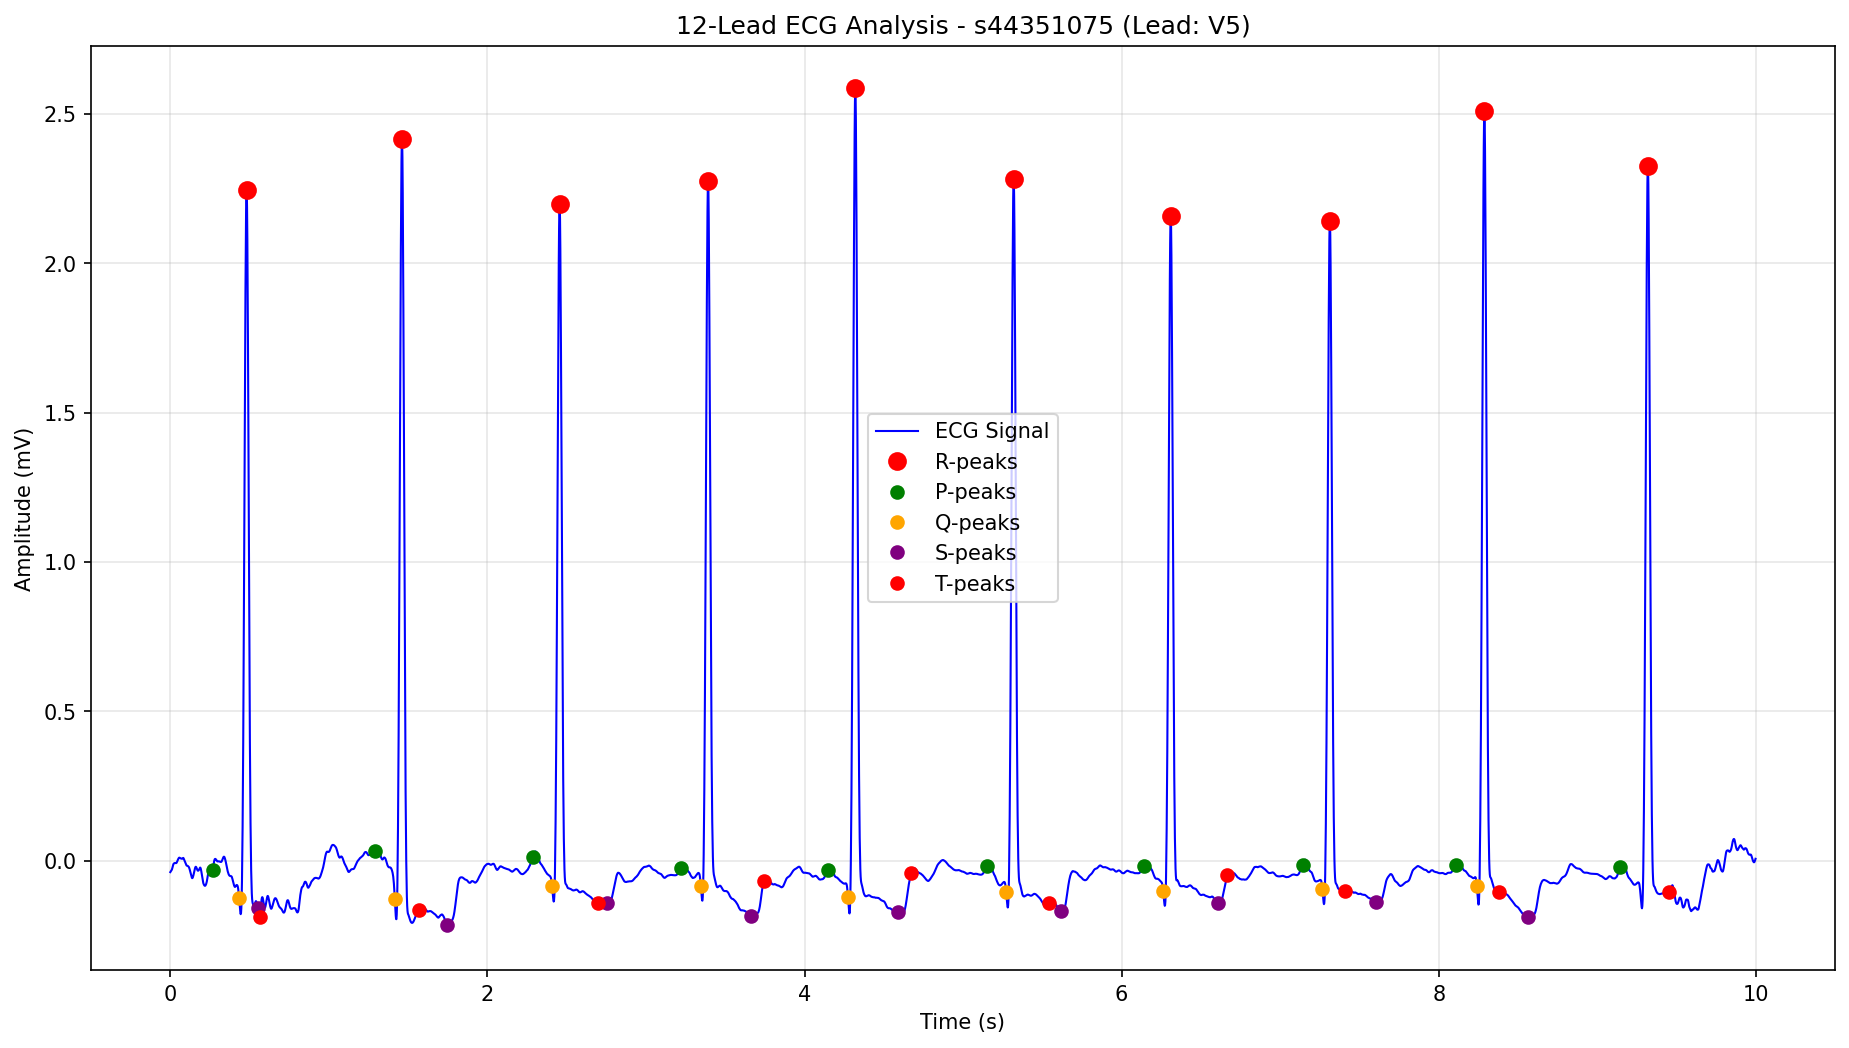 12-Lead ECG Analysis - s44351075 (Lead: V5)
2.5
2.0
1.5
1.0
0.5
0.0
Amplitude (mV)
ECG Signal
R-peaks
P-peaks
Q-peaks
S-peaks
T-peaks
0 2 4 6 8 10
Time (s)